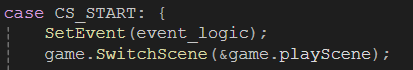 case CS_START: {
SetEvent(event_logic);
game.SwitchScene(&game.playScene);